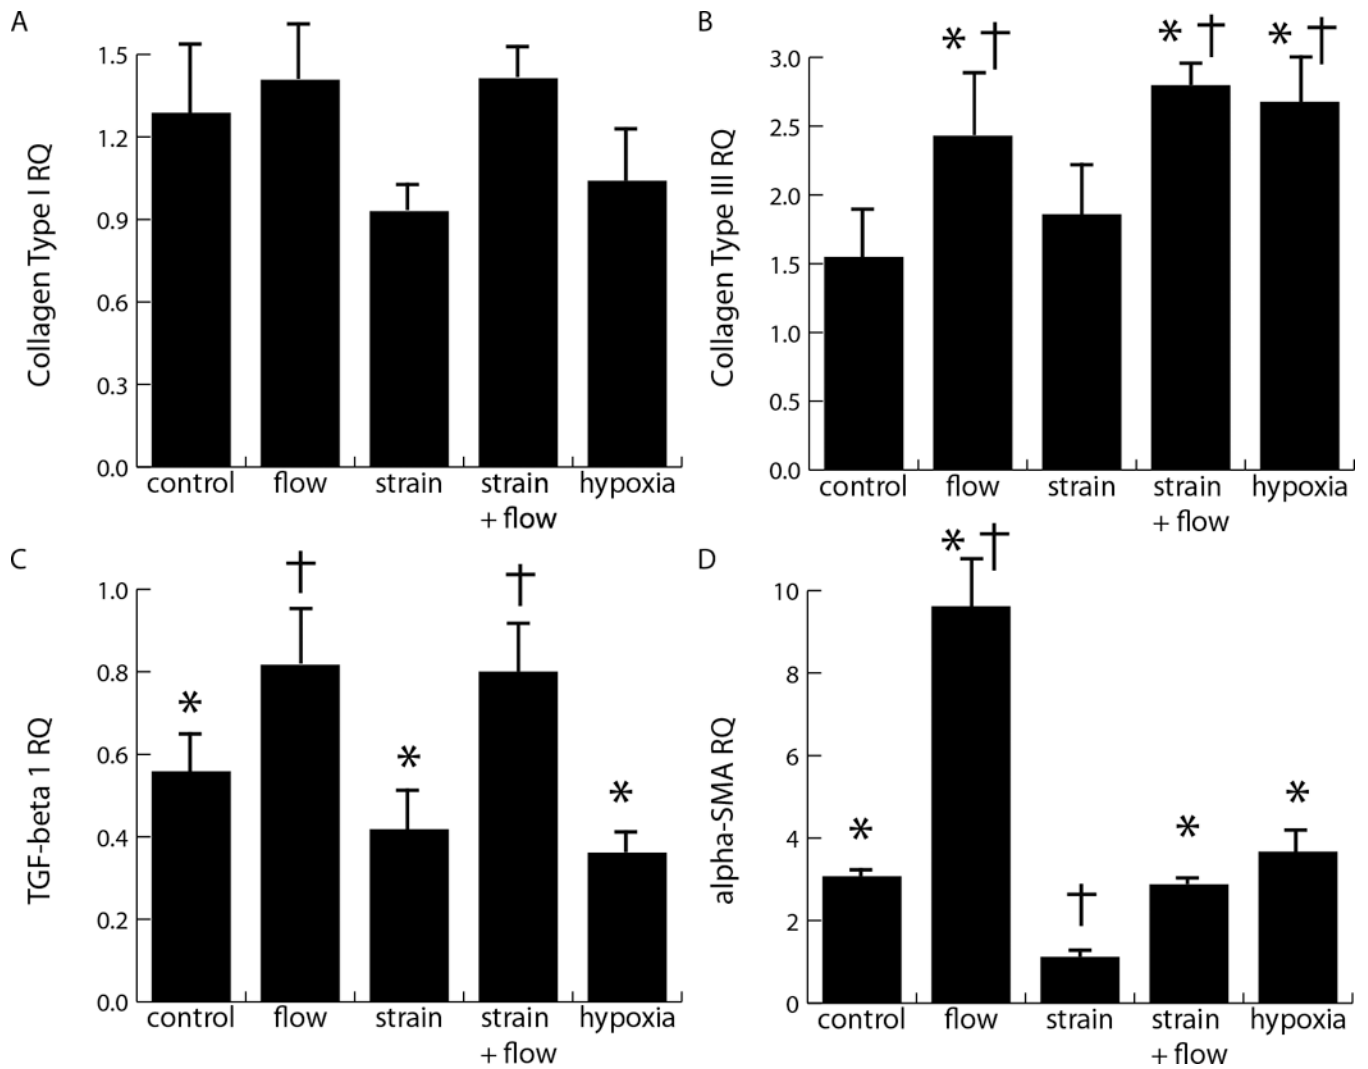 A
Collagen Type I RQ
1.5
1.2
0.9
0.6
0.3
0.0
control flow strain strain hypoxia
+ flow
B
Collagen Type III RQ
* † * † * †
3.0
2.5
2.0
1.5
1.0
0.5
0.0
control flow strain strain hypoxia
+ flow
C
TGF-beta 1 RQ
* † * † *
1.0
0.8
0.6
0.4
0.2
0.0
control flow strain strain hypoxia
+ flow
D
alpha-SMA RQ
* * † † * *
10
8
6
4
2
0
control flow strain strain hypoxia
+ flow